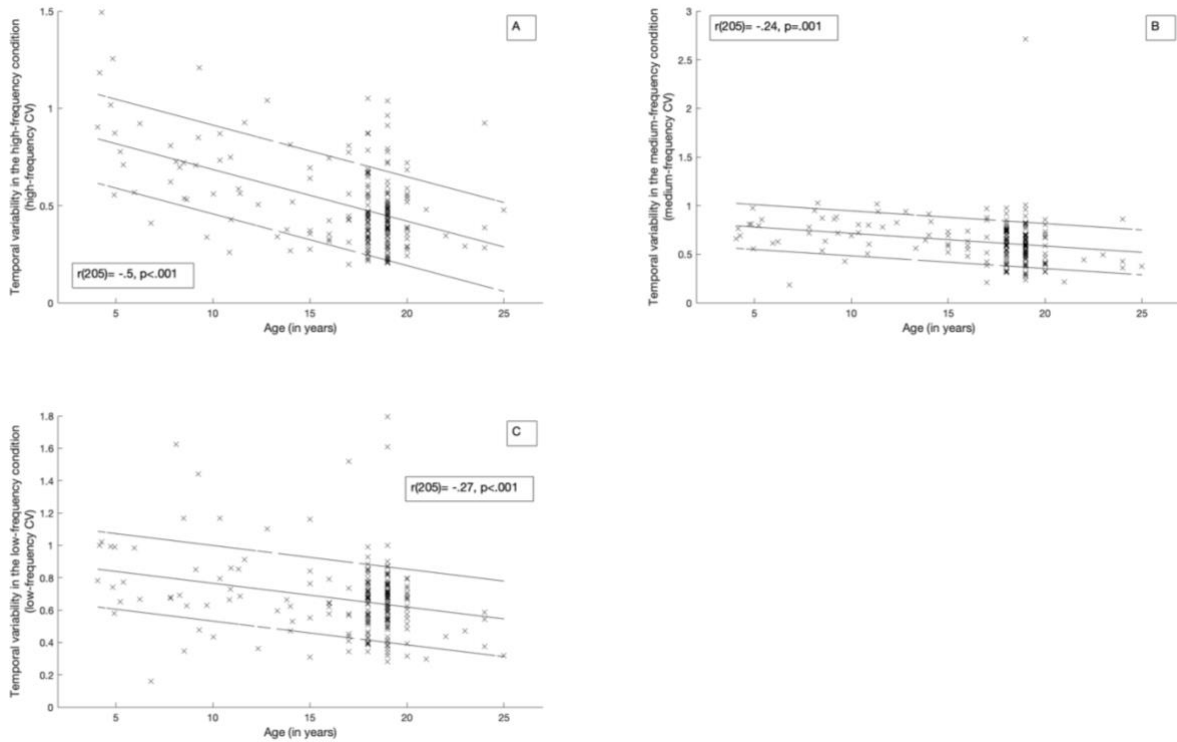 A
Temporal variability in the high-frequency condition
(high-frequency CV)
1.5
1
0.5
0
r(205)= -.5, p<.001
5 10 15 20 25
Age (in years)
B
r(205)= -.24, p=.001
Temporal variability in the medium-frequency condition
(medium-frequency CV)
3
2.5
2
1.5
1
0.5
0
5 10 15 20 25
Age (in years)
C
r(205)= -.27, p<.001
Temporal variability in the low-frequency condition
(low-frequency CV)
1.8
1.6
1.4
1.2
1
0.8
0.6
0.4
0.2
0
5 10 15 20 25
Age (in years)